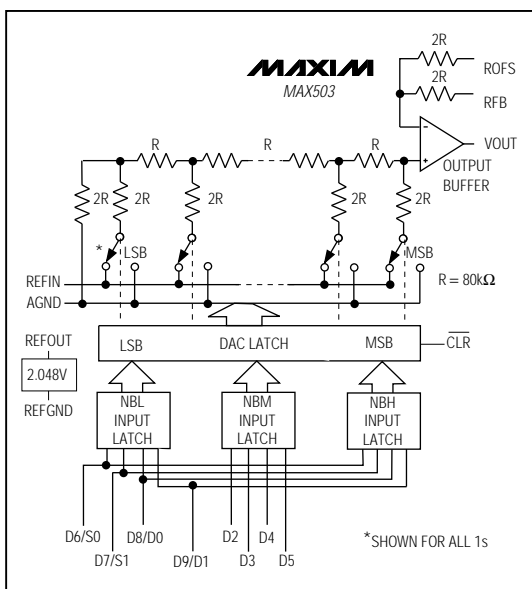 MAXIM
MAX503
2R
ROFS
2R
RFB
-
+
VOUT
OUTPUT
BUFFER
R
R
R
2R
2R
2R
2R
2R
*
LSB
MSB
REFIN
AGND
R = 80kΩ
REFOUT
2.048V
REFGND
LSB
DAC LATCH
MSB
CLR
NBL
INPUT
LATCH
NBM
INPUT
LATCH
NBH
INPUT
LATCH
D6/S0
D8/D0
D2
D4
D7/S1
D9/D1
D3
D5
*SHOWN FOR ALL 1s